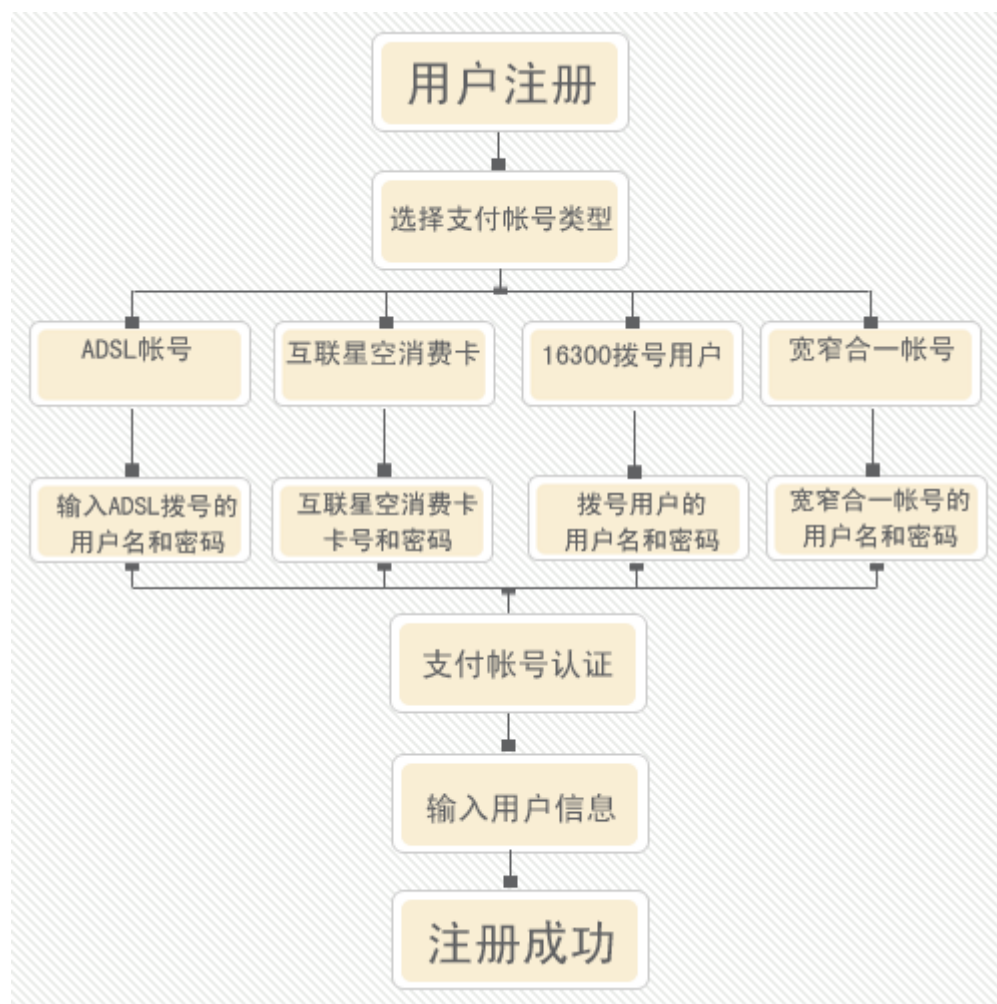 用户注册
选择支付帐号类型
ADSL帐号
互联星空消费卡
16300拨号用户
宽窄合一帐号
输入ADSL拨号的
用户名和密码
互联星空消费卡
卡号和密码
拨号用户的
用户名和密码
宽窄合一帐号的
用户名和密码
支付帐号认证
输入用户信息
注册成功